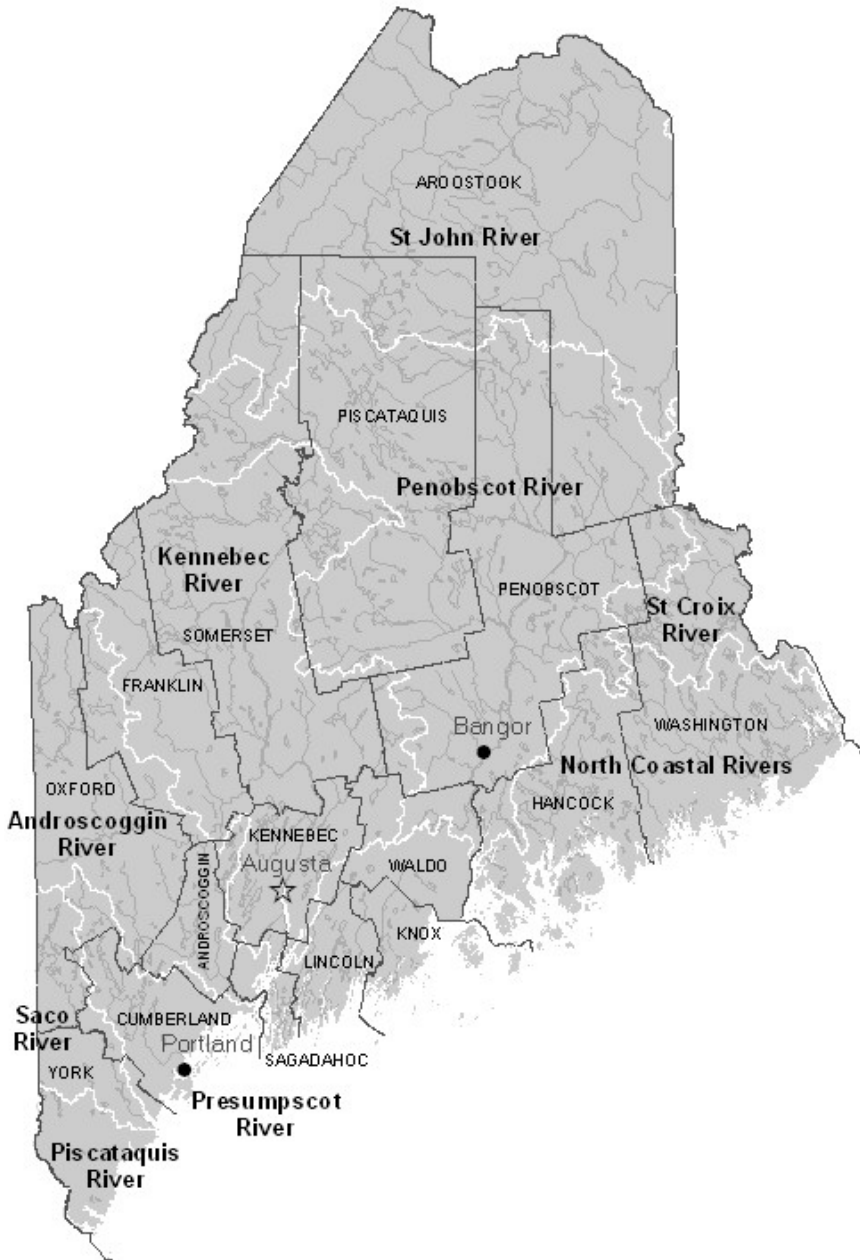 AROOSTOOK
St John River
PISCATAQUIS
Penobscot River
Kennebec
River
PENOBSCOT
St Croix
River
SOMERSET
FRANKLIN
Bangor
WASHINGTON
North Coastal Rivers
OXFORD
HANCOCK
Androscoggin
River
KENNEBEC
Augusta
WALDO
ANDROSCOGGIN
KNOX
LINCOLN
Saco
River
CUMBERLAND
Portland
SAGADAHOC
YORK
Presumpscot
River
Piscataquis
River